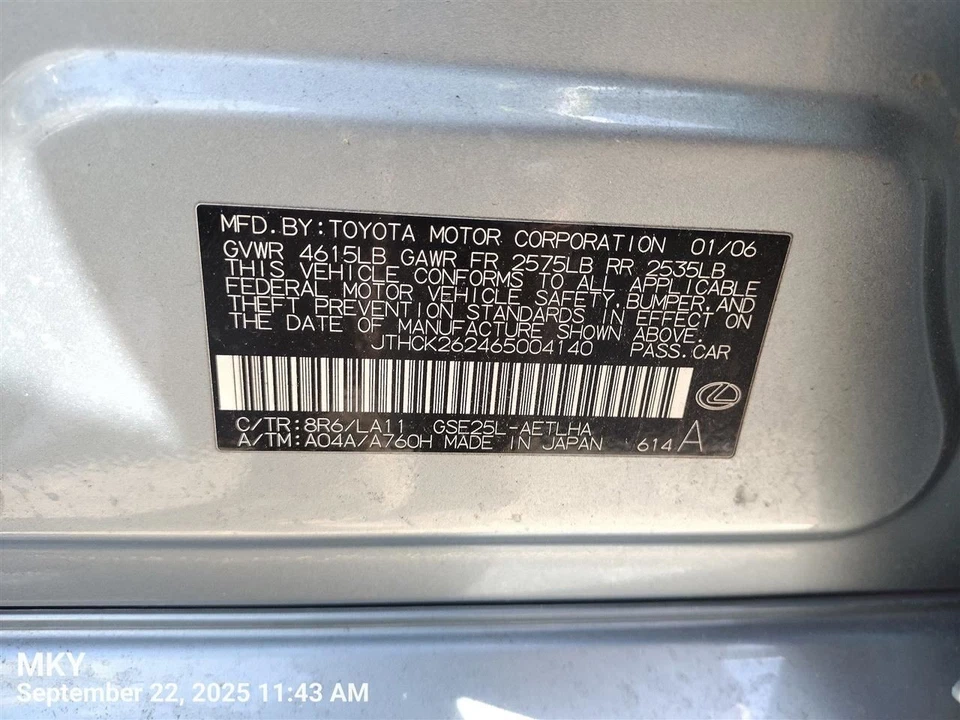 MFD.BY:TOYOTA MOTOR CORPORATION 01/06
GVWR 4615LB GAWR FR 2575LB RR 2535LB
THIS VEHICLE CONFORMS TO ALL APPLICABLE
FEDERAL MOTOR VEHICLE SAFETY,BUMPER,AND
THEFT PREVENTION STANDARDS IN EFFECT ON
THE DATE OF MANUFACTURE SHOWN ABOVE.
JTHCK262465004140 PASS.CAR
C/TR:8R6/LA11 GSE25L-AETLHA
A/TM:A04A/A760H MADE IN JAPAN 614 A
MKY
September 22, 2025 11:43 AM